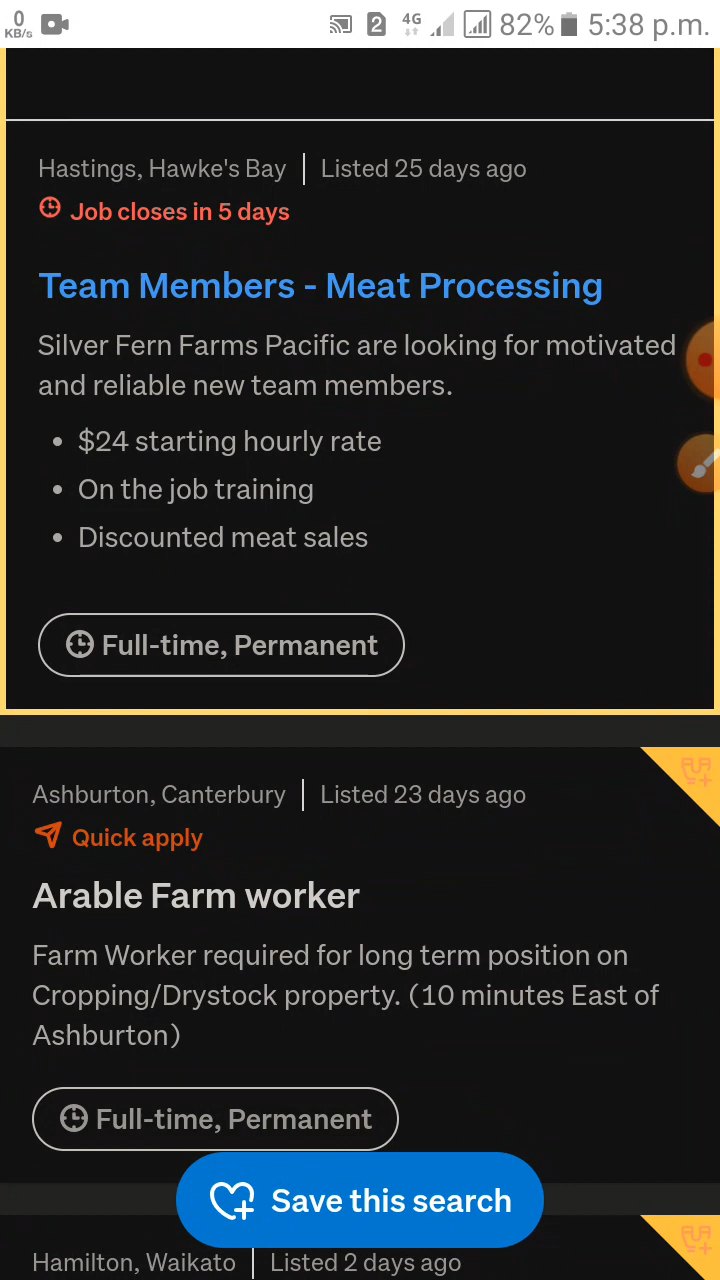 0
KB/s
2
4G
82%
5:38 p.m.
Hastings, Hawke's Bay | Listed 25 days ago
Job closes in 5 days
Team Members - Meat Processing
Silver Fern Farms Pacific are looking for motivated
and reliable new team members.
• $24 starting hourly rate
• On the job training
• Discounted meat sales
Full-time, Permanent
Ashburton, Canterbury | Listed 23 days ago
Quick apply
Arable Farm worker
Farm Worker required for long term position on
Cropping/Drystock property. (10 minutes East of
Ashburton)
Full-time, Permanent
Save this search
Hamilton, Waikato | Listed 2 days ago